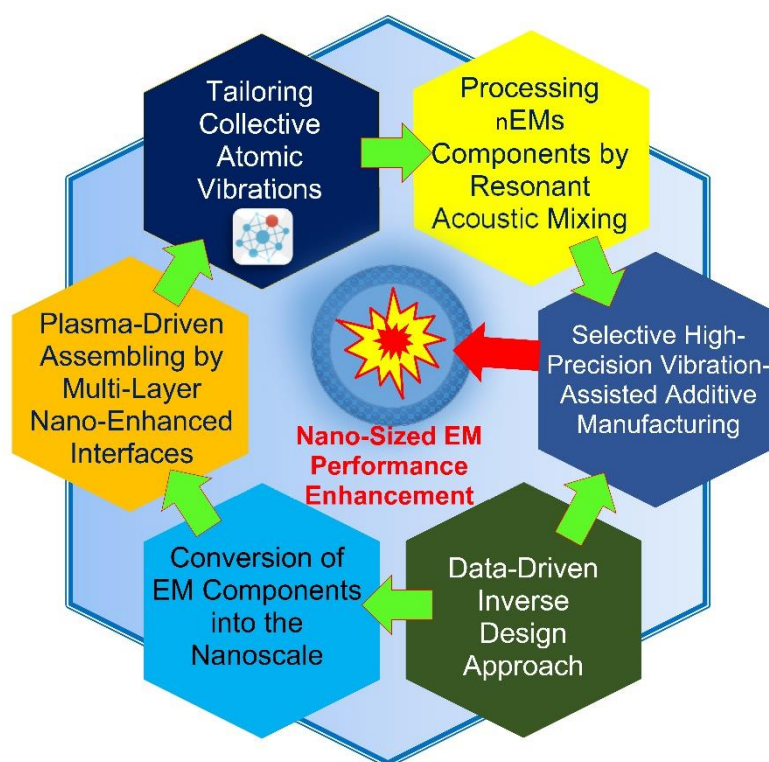 Tailoring
Collective
Atomic
Vibrations
Processing
nEMs
Components by
Resonant
Acoustic Mixing
Plasma-Driven
Assembling by
Multi-Layer
Nano-Enhanced
Interfaces
Selective High-
Precision Vibration-
Assisted Additive
Manufacturing
Nano-Sized EM
Performance
Enhancement
Conversion of
EM Components
into the
Nanoscale
Data-Driven
Inverse
Design
Approach